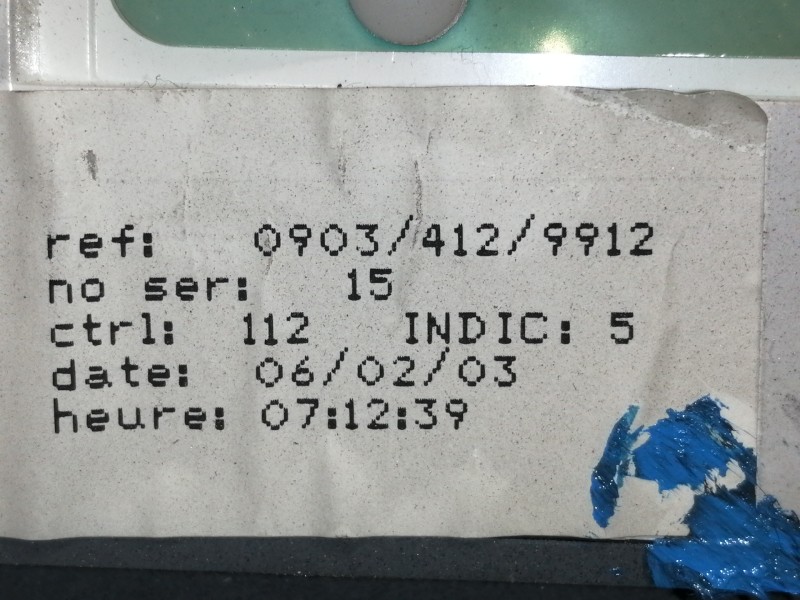 ref: 0903/412/9912
no ser: 15
ctrl: 112 INDIC: 5
date: 06/02/03
heure: 07:12:39